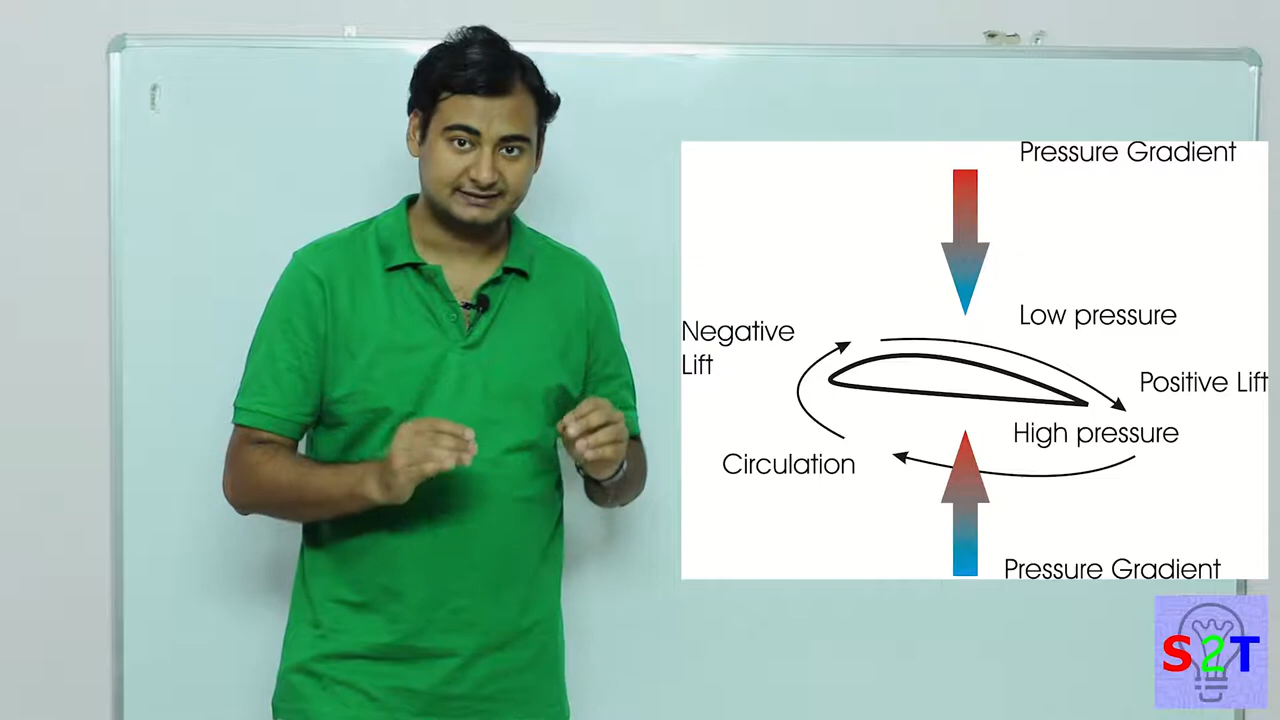 Pressure Gradient
Low pressure
Negative
Lift
Positive Lift
High pressure
Circulation
Pressure Gradient
S2T